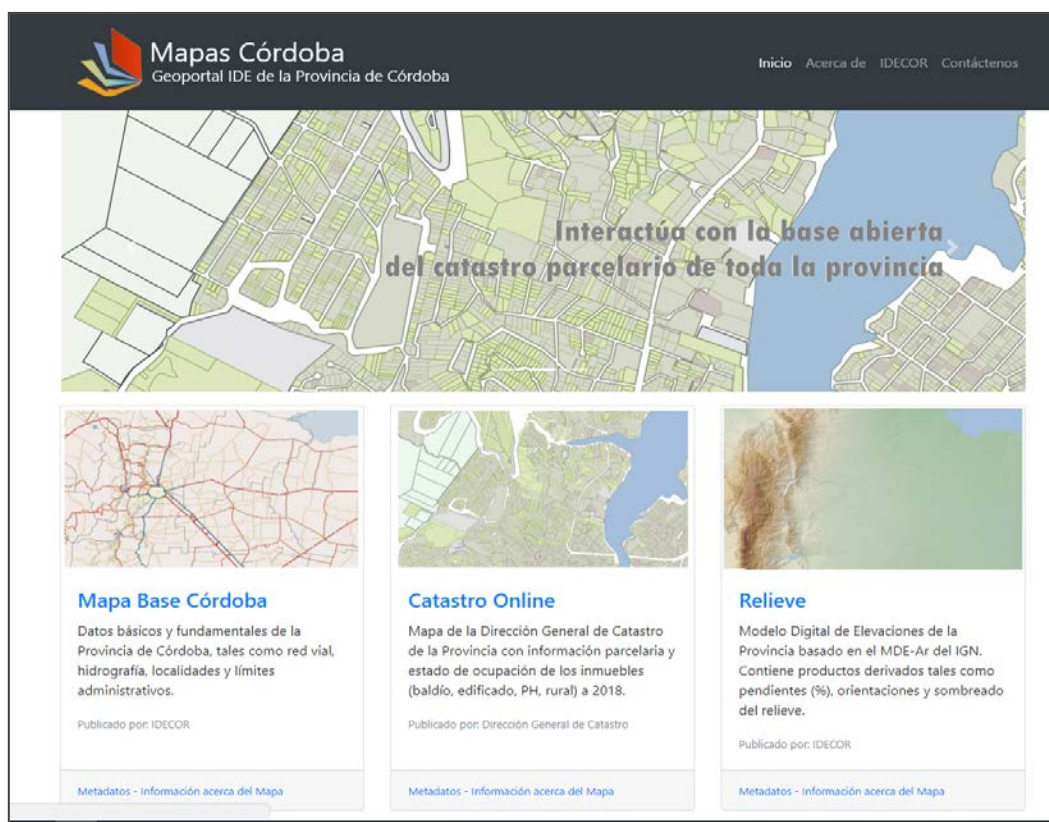 Mapas Córdoba
Geoportal IDE de la Provincia de Córdoba
Inicio Acerca de IDECOR Contáctenos
Interactúa con la base abierta
del catastro parcelario de toda la provincia
Mapa Base Córdoba
Datos básicos y fundamentales de la
Provincia de Córdoba, tales como red vial,
hidrografía, localidades y límites
administrativos.
Publicado por: IDECOR
Metadatos - Información acerca del Mapa
Catastro Online
Mapa de la Dirección General de Catastro
de la Provincia con información parcelaria y
estado de ocupación de los inmuebles
(baldío, edificado, PH, rural) a 2018.
Publicado por: Dirección General de Catastro
Metadatos - Información acerca del Mapa
Relieve
Modelo Digital de Elevaciones de la
Provincia basado en el MDE-Ar del IGN.
Contiene productos derivados tales como
pendientes (%), orientaciones y sombreado
del relieve.
Publicado por: IDECOR
Metadatos - Información acerca del Mapa